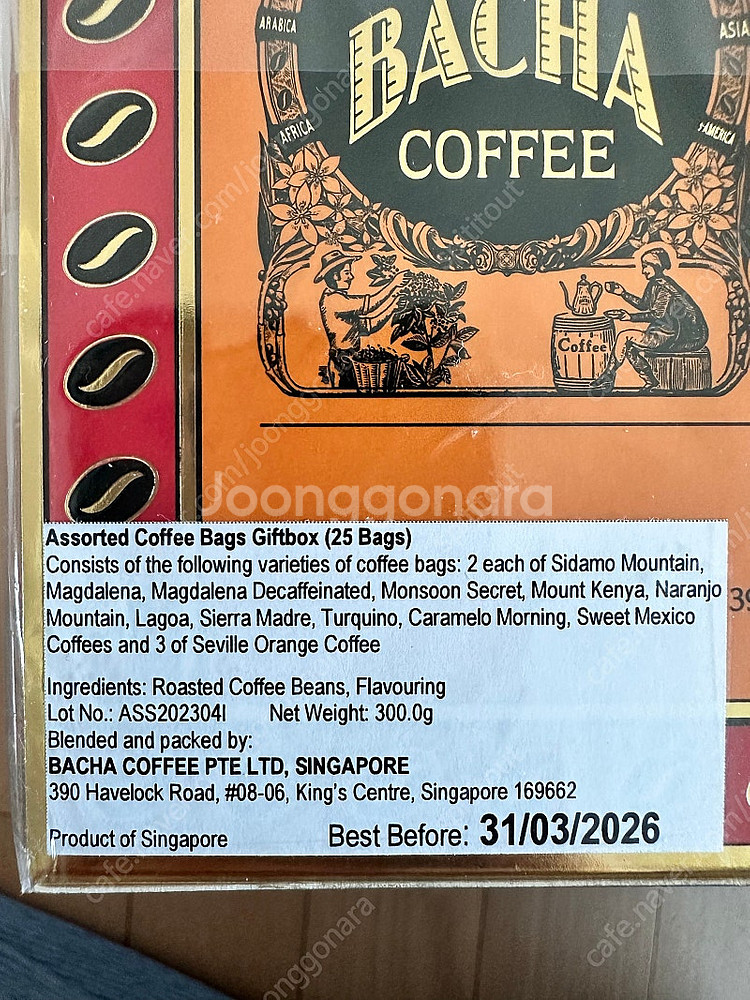 ARABICA
ASIA
BACHA
AFRICA
AMERICA
COFFEE
Coffee
Joonggonara
Assorted Coffee Bags Giftbox (25 Bags)
Consists of the following varieties of coffee bags: 2 each of Sidamo Mountain,
Magdalena, Magdalena Decaffeinated, Monsoon Secret, Mount Kenya, Naranjo
Mountain, Lagoa, Sierra Madre, Turquino, Caramelo Morning, Sweet Mexico
Coffees and 3 of Seville Orange Coffee
39
Ingredients: Roasted Coffee Beans, Flavouring
Lot No.: ASS202304I Net Weight: 300.0g
Blended and packed by:
BACHA COFFEE PTE LTD, SINGAPORE
390 Havelock Road, #08-06, King's Centre, Singapore 169662
Product of Singapore Best Before: 31/03/2026